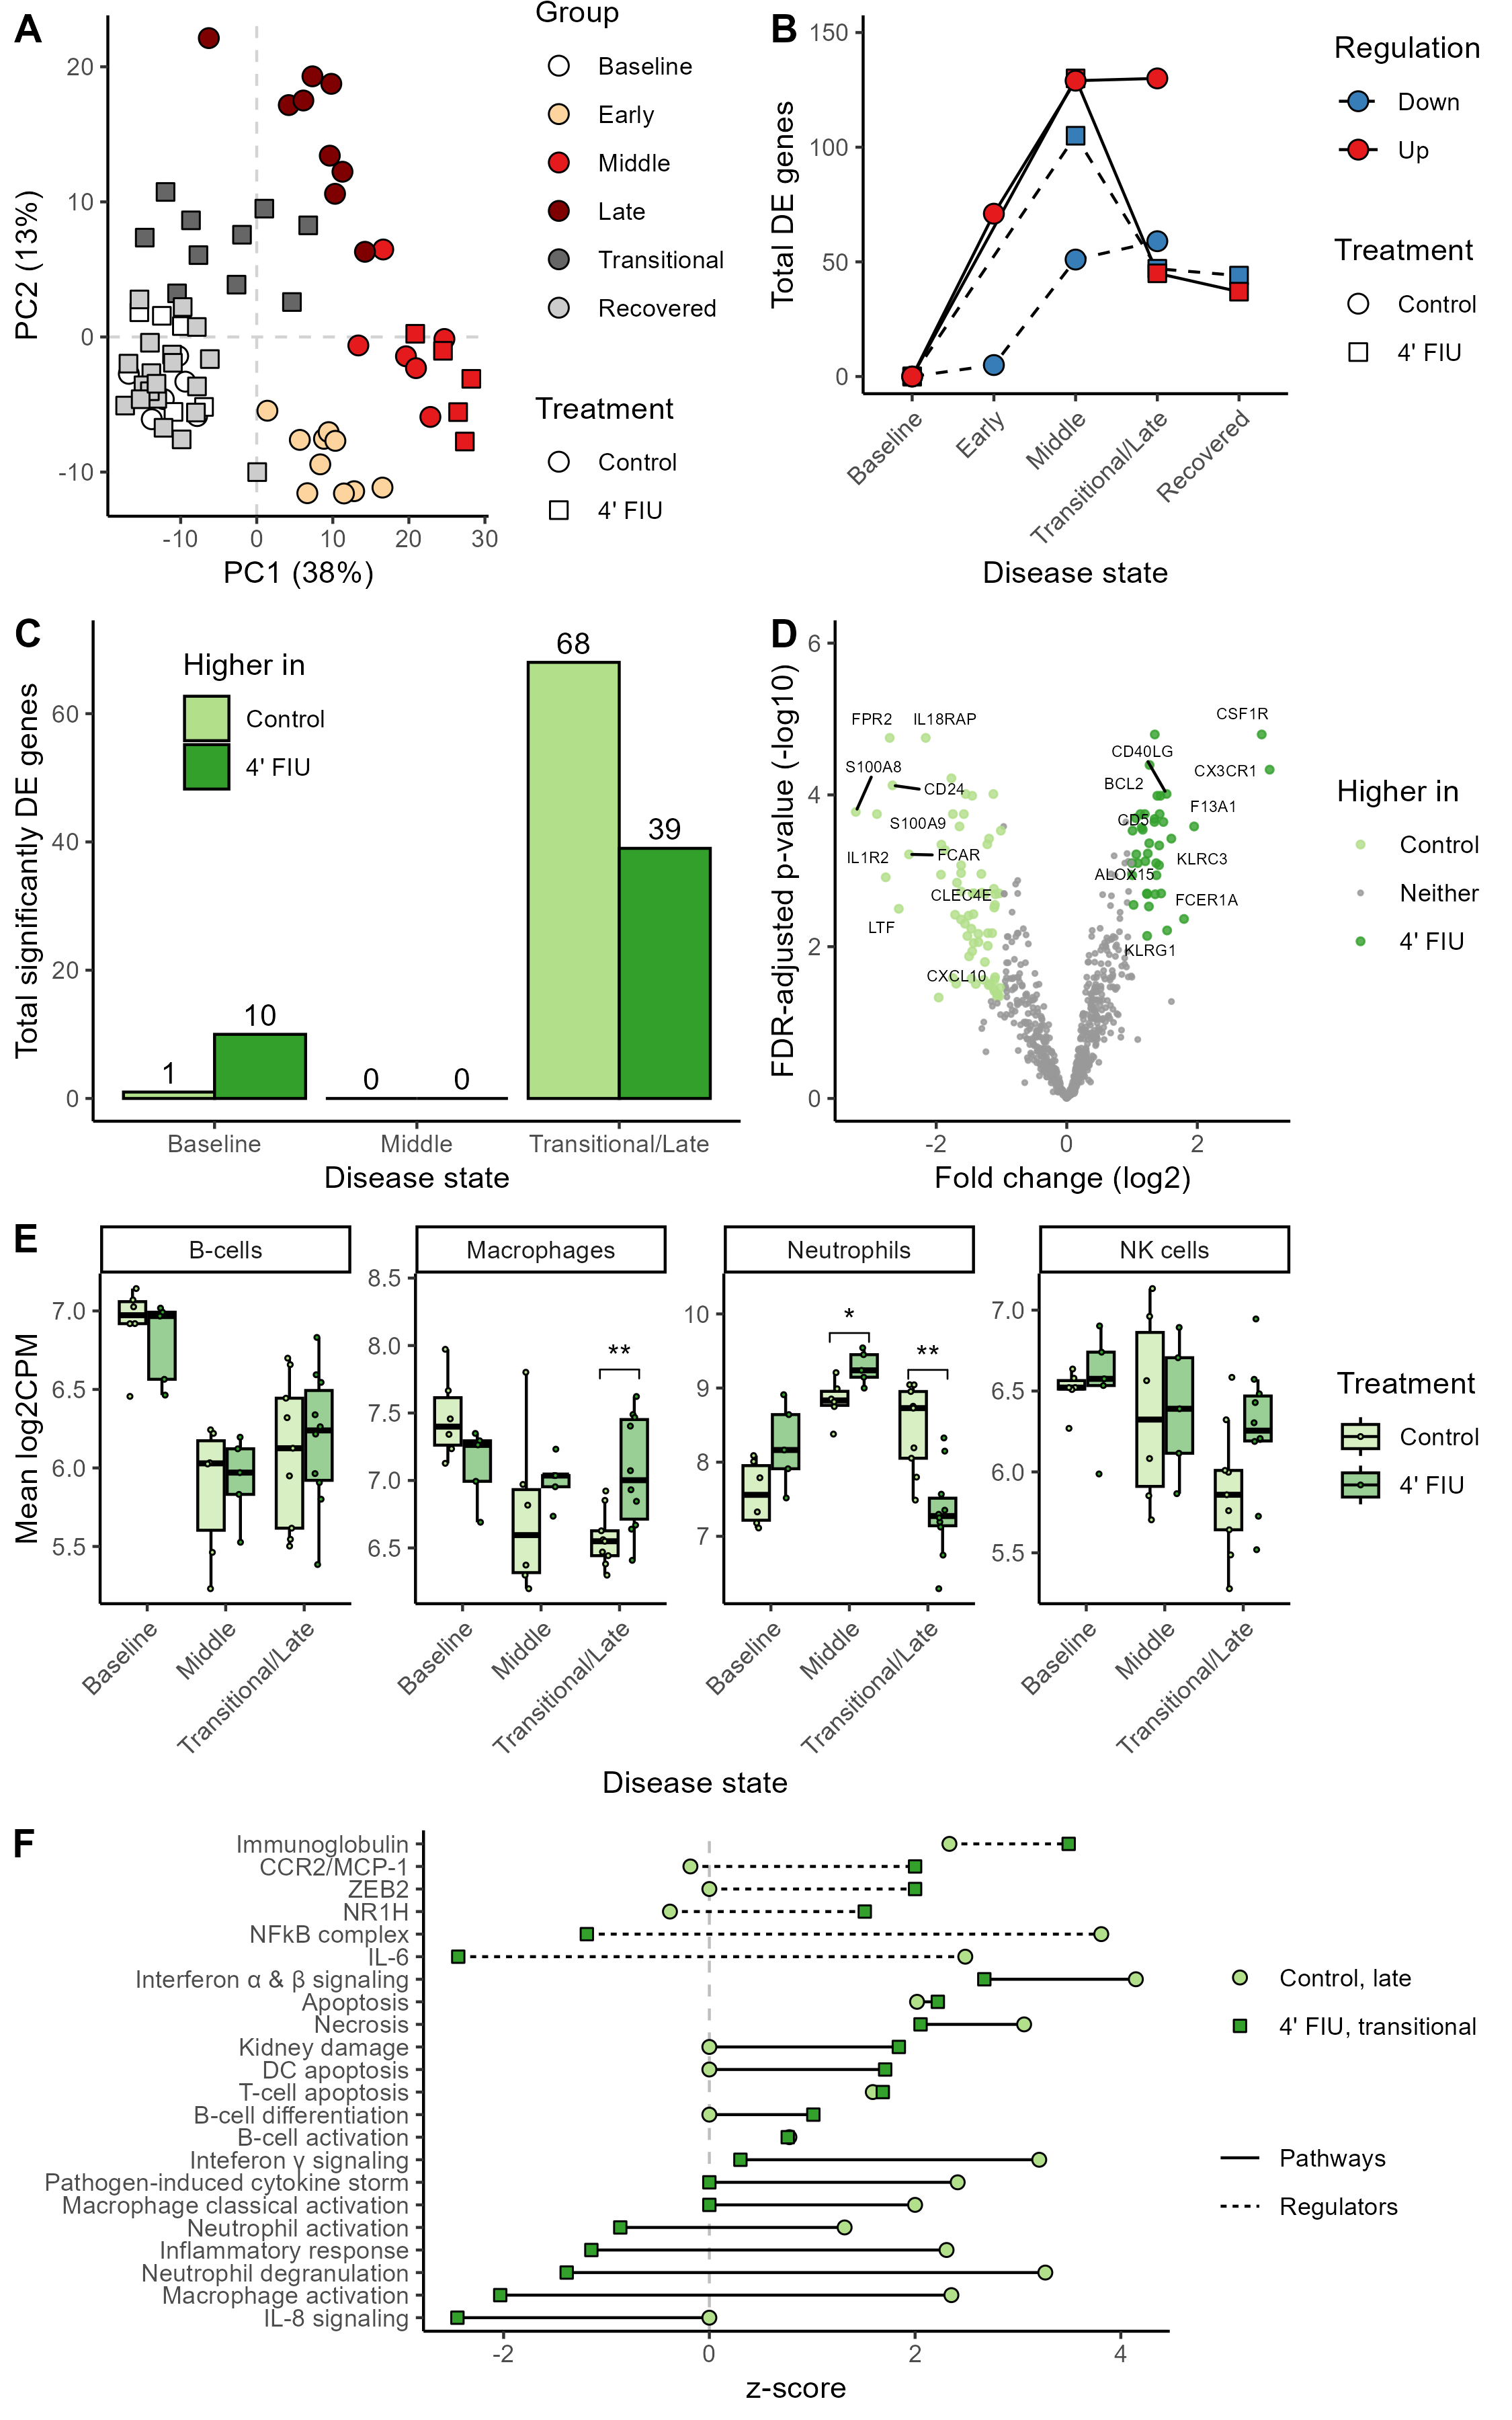 A
Group
Baseline
Early
Middle
Late
Transitional
Recovered
Treatment
Control
4' FIU
PC2 (13%)
20
10
0
-10
-10
0
10
20
30
PC1 (38%)
B
Total DE genes
150
100
50
0
Baseline
Early
Middle
Transitional/Late
Recovered
Disease state
Regulation
Down
Up
Treatment
Control
4' FIU
C
Total significantly DE genes
60
40
20
0
Higher in
Control
4' FIU
1
10
0
0
68
39
Baseline
Middle
Transitional/Late
Disease state
D
FDR-adjusted p-value (-log10)
6
4
2
0
FPR2
IL18RAP
CSF1R
CD40LG
S100A8
CX3CR1
BCL2
CD24
F13A1
S100A9
CD5
IL1R2
FCAR
KLRC3
ALOX15
CLEC4E
FCER1A
LTF
KLRG1
CXCL10
-2
0
2
Fold change (log2)
Higher in
Control
Neither
4' FIU
E
Mean log2CPM
B-cells
7.0
6.5
6.0
5.5
Baseline
Middle
Transitional/Late
Macrophages
8.5
8.0
7.5
7.0
6.5
**
Baseline
Middle
Transitional/Late
Neutrophils
10
9
8
7
*
**
Baseline
Middle
Transitional/Late
NK cells
7.0
6.5
6.0
5.5
Baseline
Middle
Transitional/Late
Disease state
Treatment
Control
4' FIU
F
Immunoglobulin
CCR2/MCP-1
ZEB2
NR1H
NFkB complex
IL-6
Interferon α & β signaling
Apoptosis
Necrosis
Kidney damage
DC apoptosis
T-cell apoptosis
B-cell differentiation
B-cell activation
Inteferon γ signaling
Pathogen-induced cytokine storm
Macrophage classical activation
Neutrophil activation
Inflammatory response
Neutrophil degranulation
Macrophage activation
IL-8 signaling
-2
0
2
4
z-score
Control, late
4' FIU, transitional
Pathways
Regulators